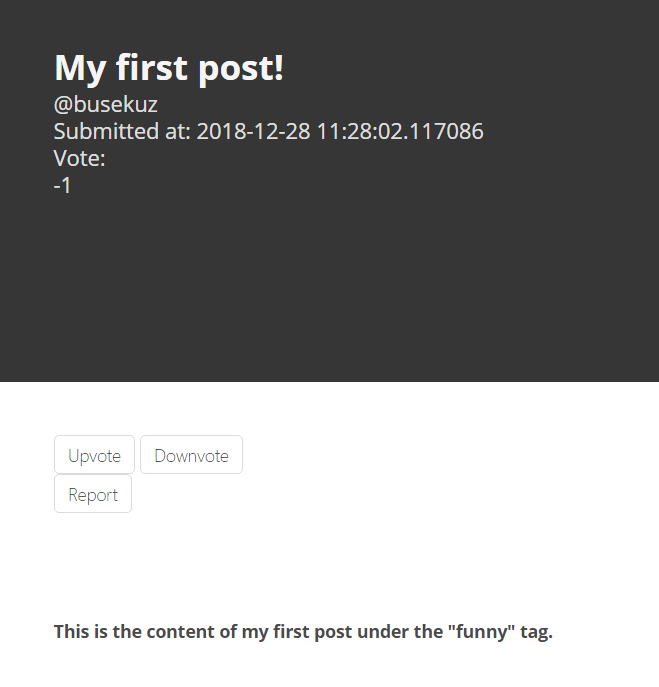 My first post!
@busekuz
Submitted at: 2018-12-28 11:28:02.117086
Vote:
-1
Upvote Downvote
Report
This is the content of my first post under the "funny" tag.